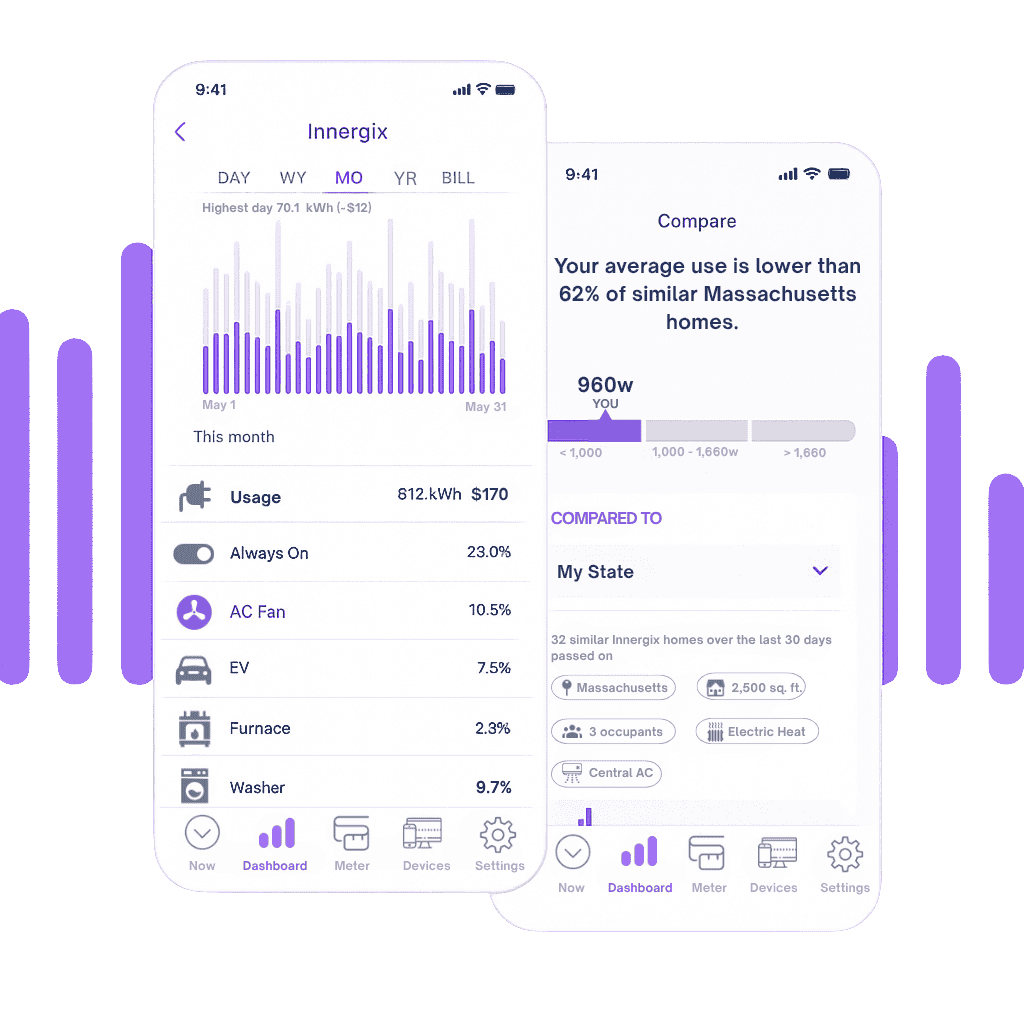 9:41
Innergix
DAY WY MO YR BILL
Highest day 70.1 kWh (~$12)
May 1 May 31
This month
Usage 812.kWh $170
Always On 23.0%
AC Fan 10.5%
EV 7.5%
Furnace 2.3%
Washer 9.7%
Now Dashboard Meter Devices Settings
9:41
Compare
Your average use is lower than
62% of similar Massachusetts
homes.
960w
YOU
< 1,000 1,000 - 1,660w > 1,660
COMPARED TO
My State
32 similar Innergix homes over the last 30 days
passed on
Massachusetts 2,500 sq. ft.
3 occupants Electric Heat
Central AC
Now Dashboard Meter Devices Settings